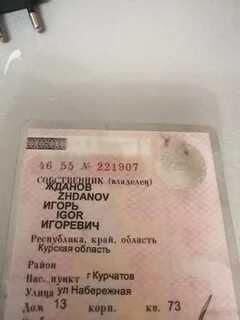 46 55 № 221907
СОБСТВЕННИК (владелец)
ЖДАНОВ
ZHDANOV
ИГОРЬ
IGOR
ИГОРЕВИЧ
Республика, край, область
Курская область
Район
Нас. пункт г Курчатов
Улица ул Набережная
Дом 13 корп. кв. 73